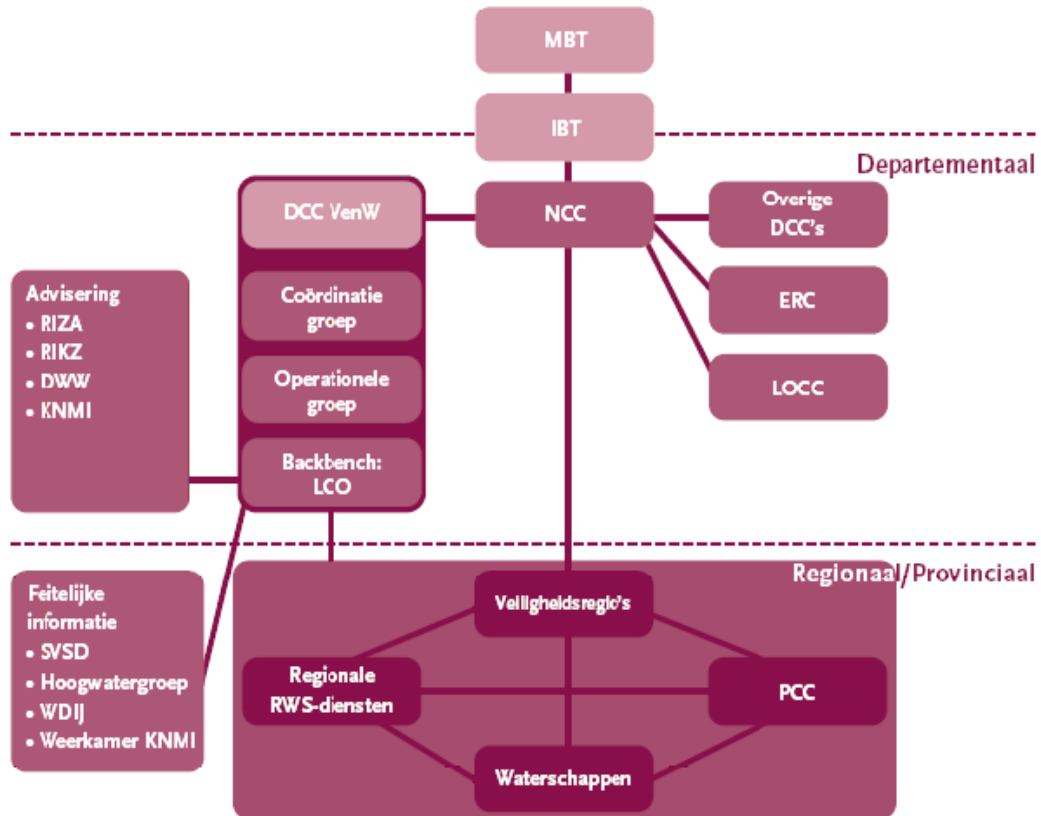 MBT
IBT
Departementaal
DCC VenW
NCC
Overige
DCC's
Advisering
• RIZA
• RIKZ
• DWW
• KNMI
Coördinatie
groep
ERC
Operationele
groep
LOCC
Backbench:
LCO
Regionaal/Provinciaal
Feitelijke
informatie
• SVSD
• Hoogwatergroep
• WDIJ
• Weerkamer KNMI
Veiligheidsregio's
Regionale
RWS-diensten
PCC
Waterschappen